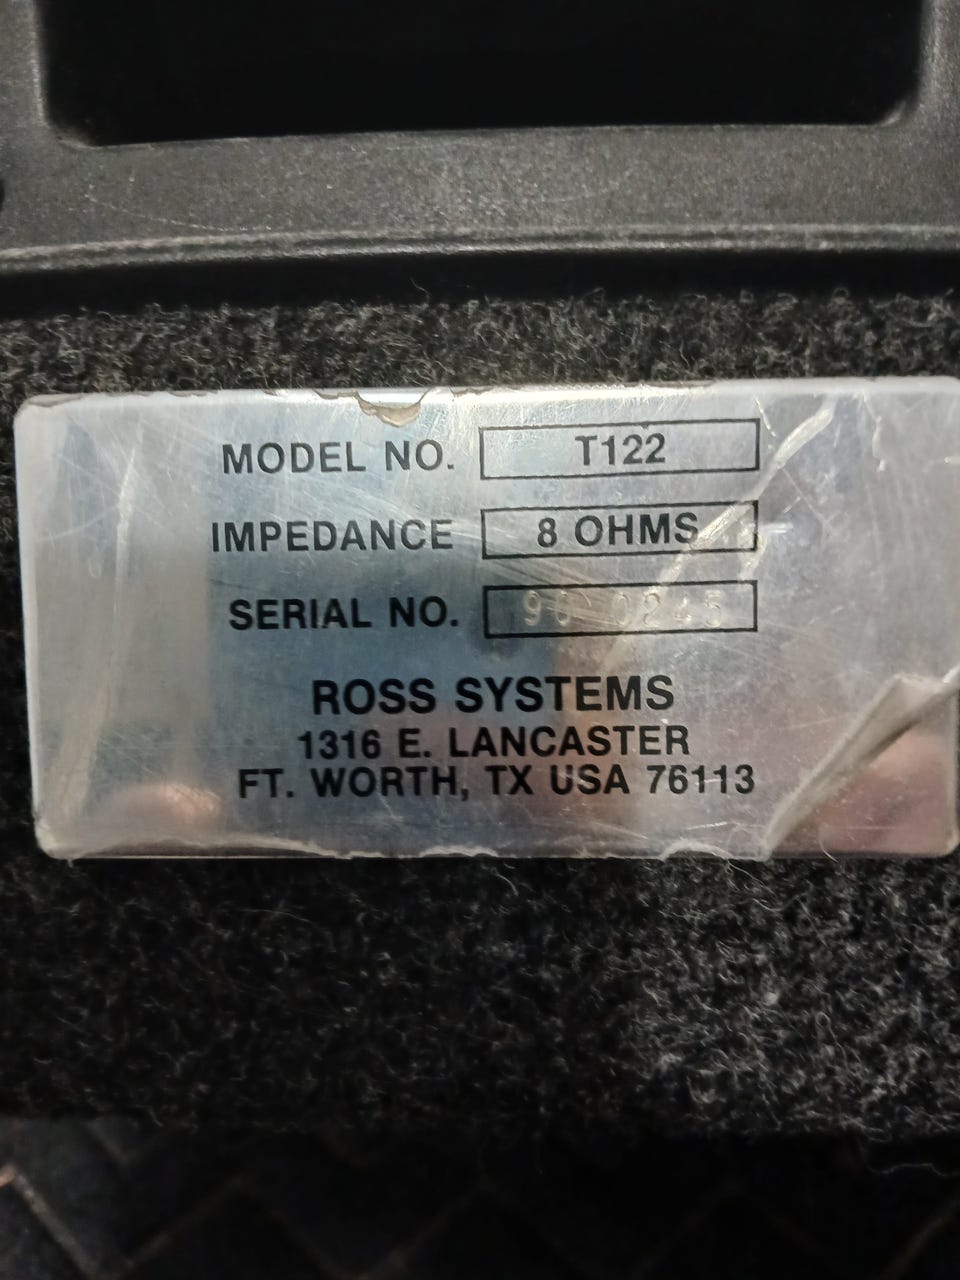 MODEL NO. T122
IMPEDANCE 8 OHMS
SERIAL NO.
ROSS SYSTEMS
1316 E. LANCASTER
FT. WORTH, TX USA 76113